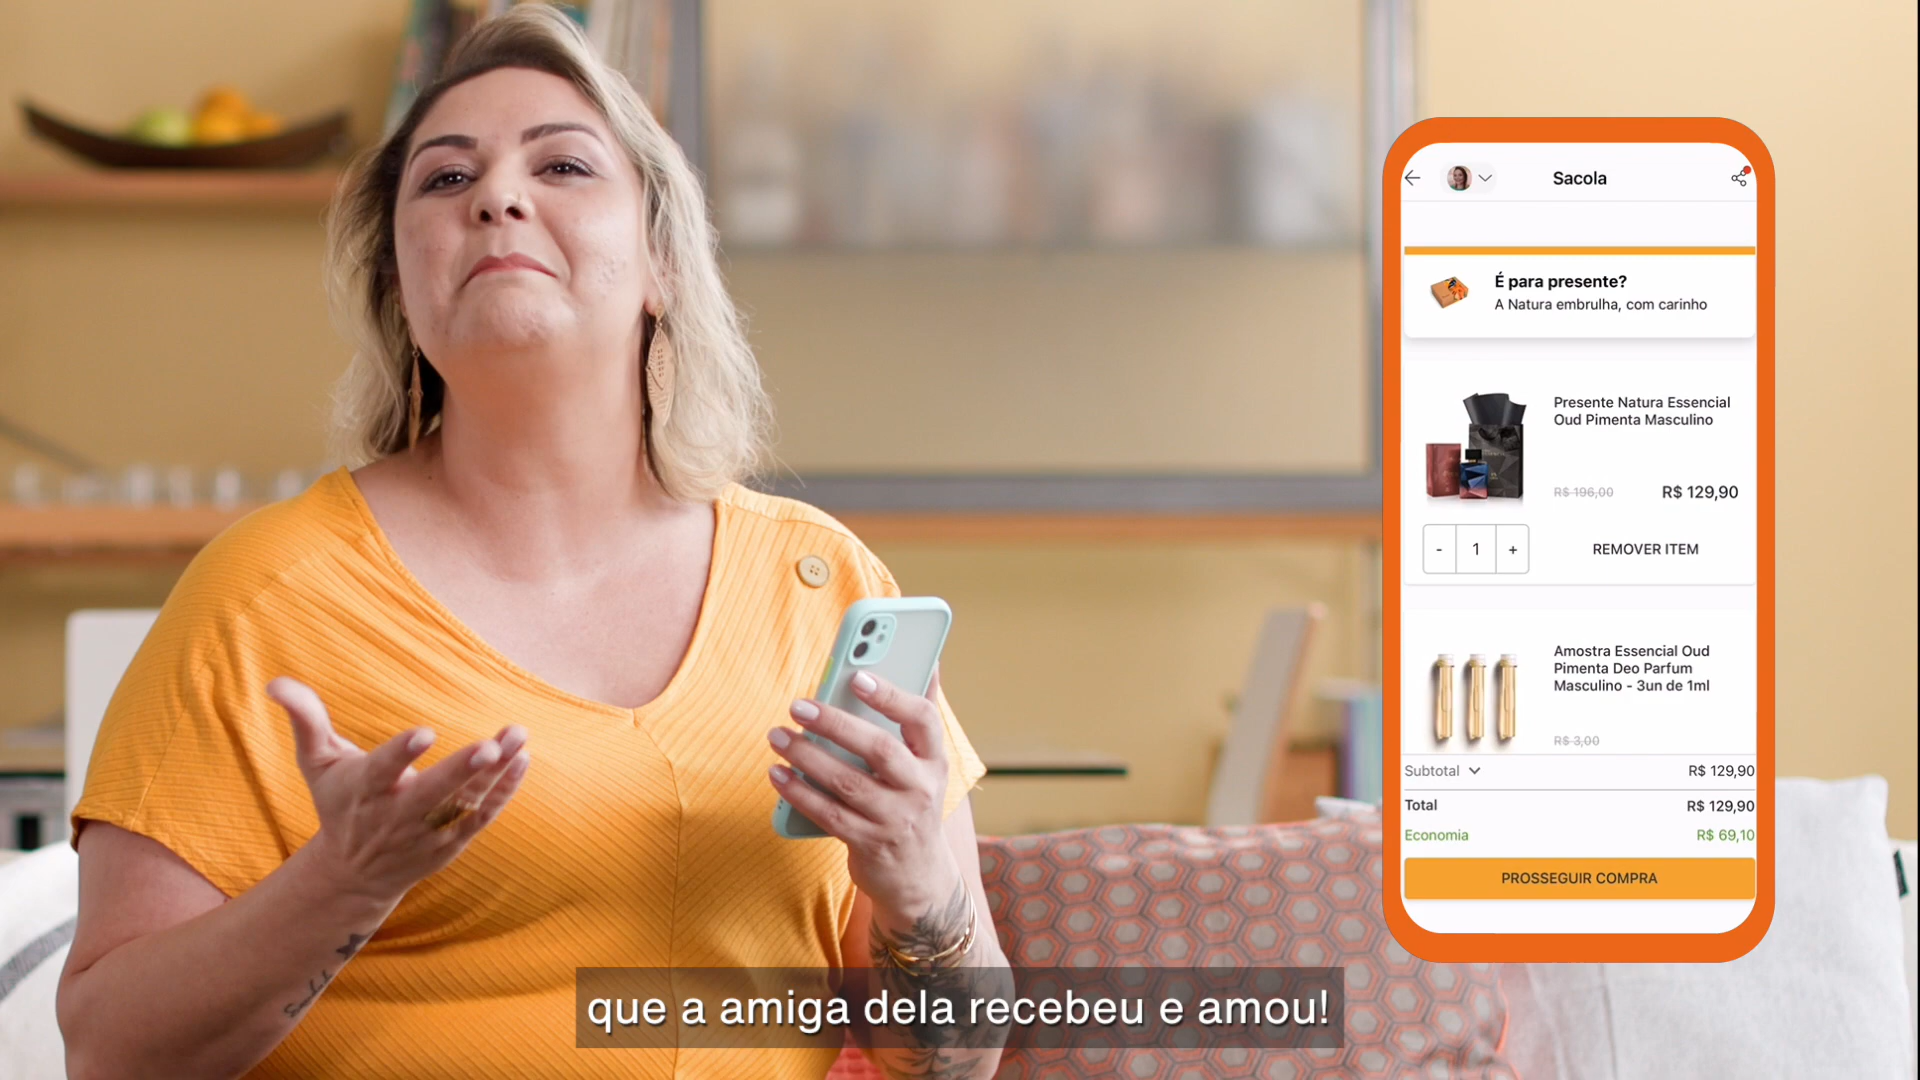 Sacola
É para presente?
A Natura embrulha, com carinho
Presente Natura Essencial
Oud Pimenta Masculino
R$ 196,00
R$ 129,90
- 1 +
REMOVER ITEM
Amostra Essencial Oud
Pimenta Deo Parfum
Masculino - 3un de 1ml
R$ 3,00
Subtotal R$ 129,90
Total R$ 129,90
Economia R$ 69,10
PROSSEGUIR COMPRA
que a amiga dela recebeu e amou!